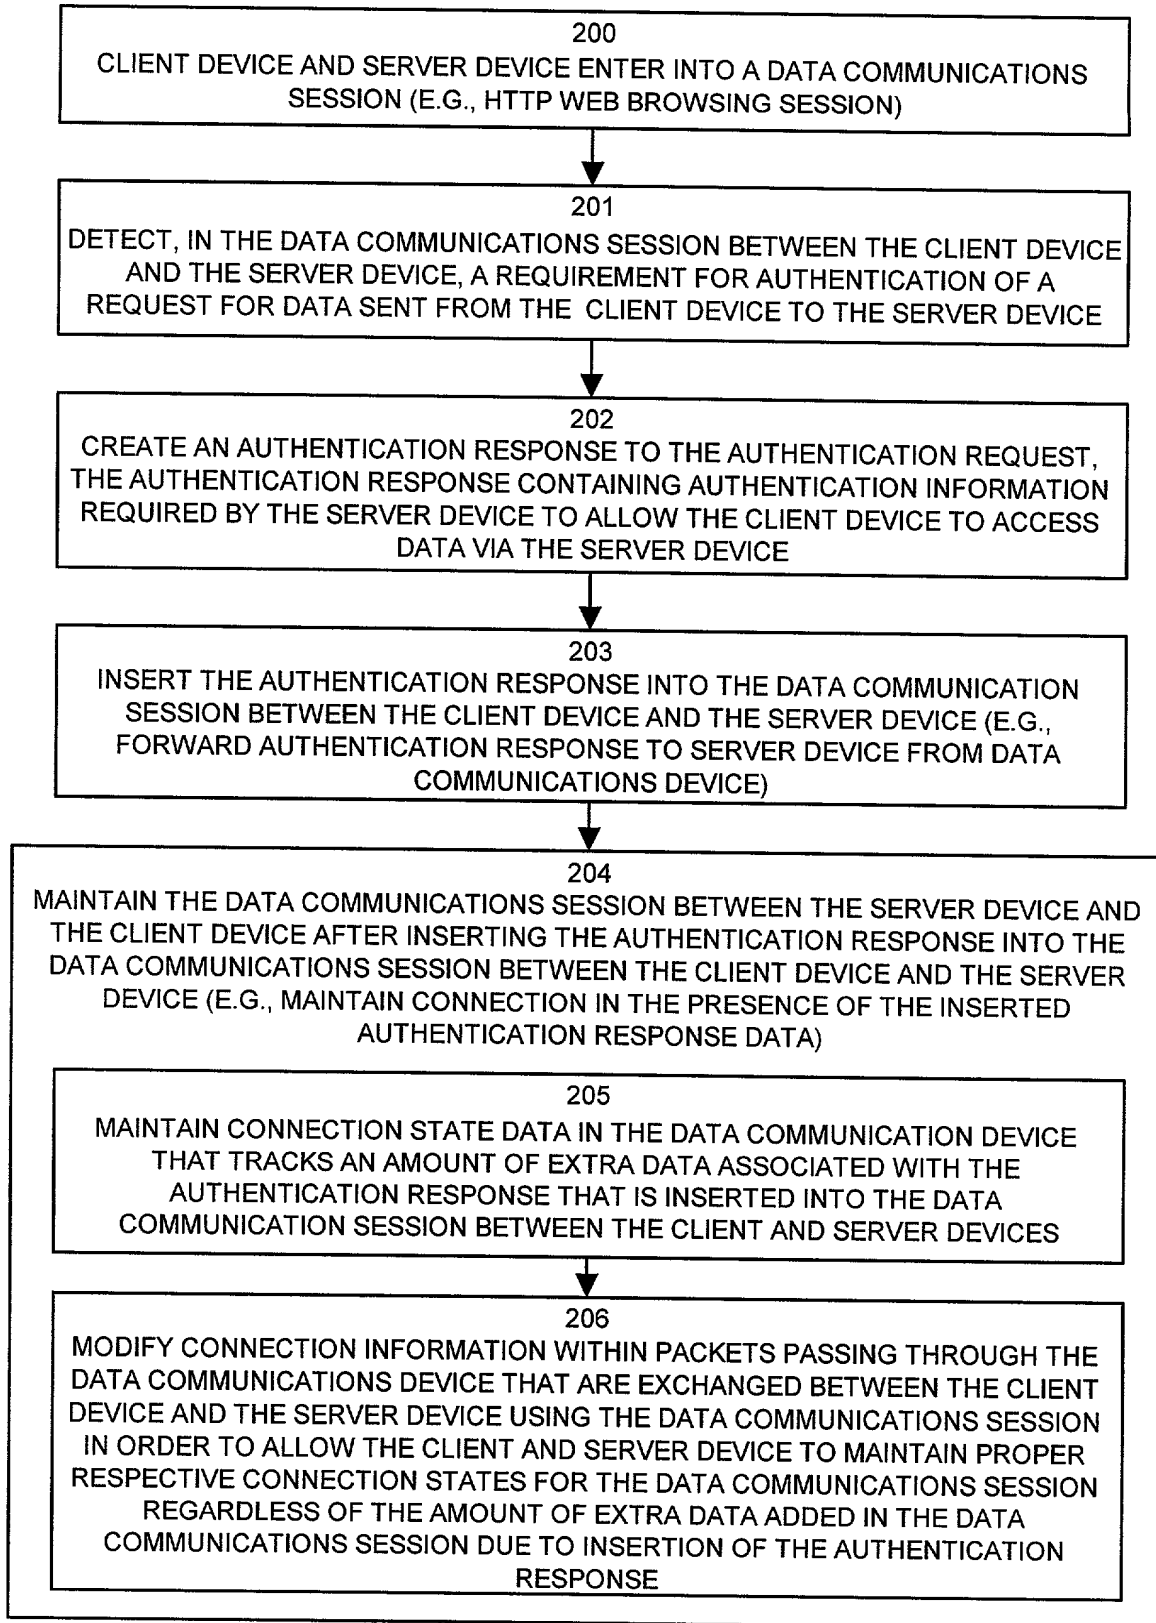 200
CLIENT DEVICE AND SERVER DEVICE ENTER INTO A DATA COMMUNICATIONS
SESSION (E.G., HTTP WEB BROWSING SESSION)
201
DETECT, IN THE DATA COMMUNICATIONS SESSION BETWEEN THE CLIENT DEVICE
AND THE SERVER DEVICE, A REQUIREMENT FOR AUTHENTICATION OF A
REQUEST FOR DATA SENT FROM THE CLIENT DEVICE TO THE SERVER DEVICE
202
CREATE AN AUTHENTICATION RESPONSE TO THE AUTHENTICATION REQUEST,
THE AUTHENTICATION RESPONSE CONTAINING AUTHENTICATION INFORMATION
REQUIRED BY THE SERVER DEVICE TO ALLOW THE CLIENT DEVICE TO ACCESS
DATA VIA THE SERVER DEVICE
203
INSERT THE AUTHENTICATION RESPONSE INTO THE DATA COMMUNICATION
SESSION BETWEEN THE CLIENT DEVICE AND THE SERVER DEVICE (E.G.,
FORWARD AUTHENTICATION RESPONSE TO SERVER DEVICE FROM DATA
COMMUNICATIONS DEVICE)
204
MAINTAIN THE DATA COMMUNICATIONS SESSION BETWEEN THE SERVER DEVICE AND
THE CLIENT DEVICE AFTER INSERTING THE AUTHENTICATION RESPONSE INTO THE
DATA COMMUNICATIONS SESSION BETWEEN THE CLIENT DEVICE AND THE SERVER
DEVICE (E.G., MAINTAIN CONNECTION IN THE PRESENCE OF THE INSERTED
AUTHENTICATION RESPONSE DATA)
205
MAINTAIN CONNECTION STATE DATA IN THE DATA COMMUNICATION DEVICE
THAT TRACKS AN AMOUNT OF EXTRA DATA ASSOCIATED WITH THE
AUTHENTICATION RESPONSE THAT IS INSERTED INTO THE DATA
COMMUNICATION SESSION BETWEEN THE CLIENT AND SERVER DEVICES
206
MODIFY CONNECTION INFORMATION WITHIN PACKETS PASSING THROUGH THE
DATA COMMUNICATIONS DEVICE THAT ARE EXCHANGED BETWEEN THE CLIENT
DEVICE AND THE SERVER DEVICE USING THE DATA COMMUNICATIONS SESSION
IN ORDER TO ALLOW THE CLIENT AND SERVER DEVICE TO MAINTAIN PROPER
RESPECTIVE CONNECTION STATES FOR THE DATA COMMUNICATIONS SESSION
REGARDLESS OF THE AMOUNT OF EXTRA DATA ADDED IN THE DATA
COMMUNICATIONS SESSION DUE TO INSERTION OF THE AUTHENTICATION
RESPONSE